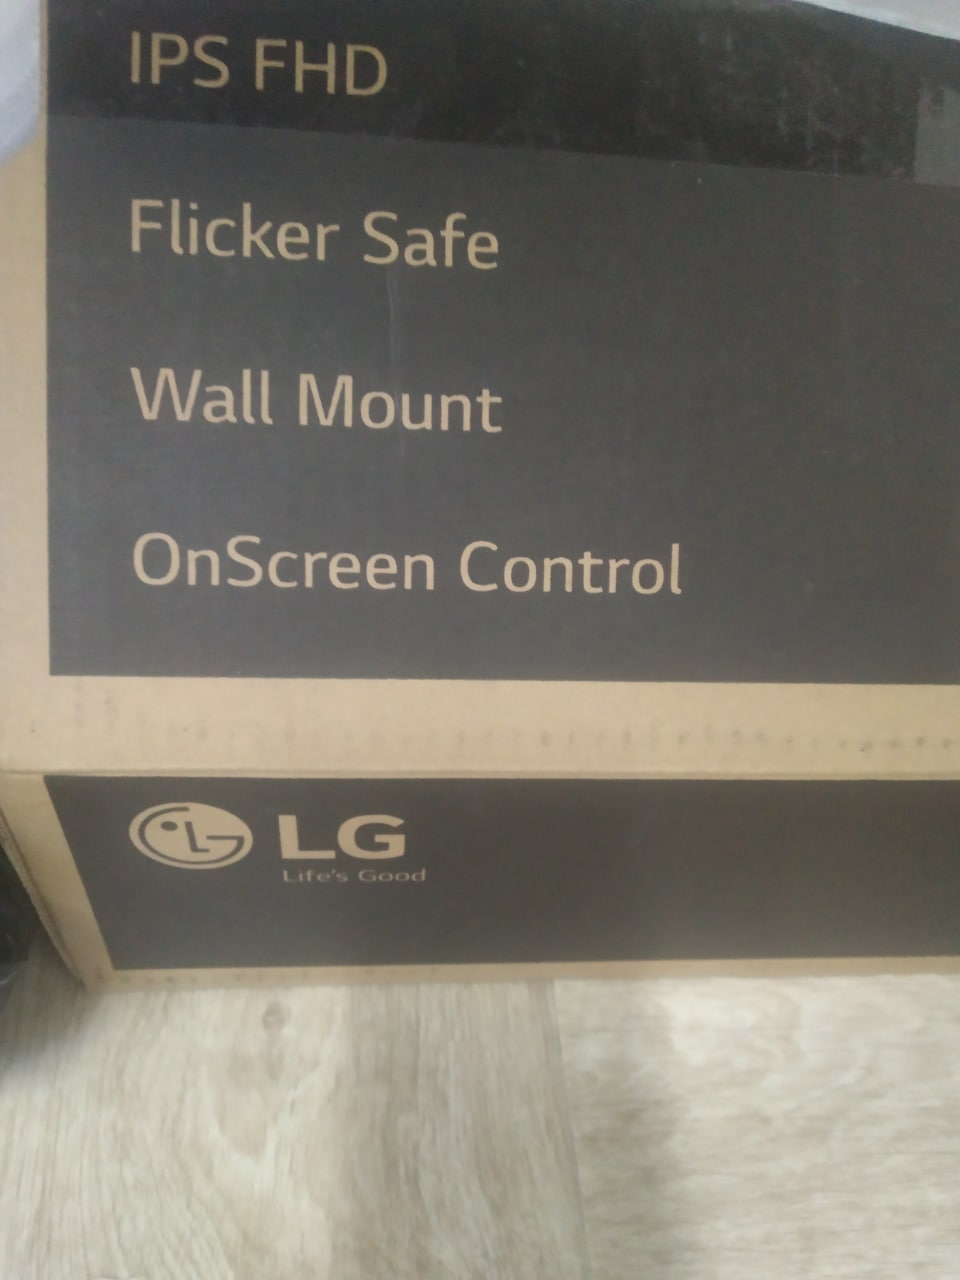 IPS FHD
Flicker Safe
Wall Mount
OnScreen Control
LG
Life's Good